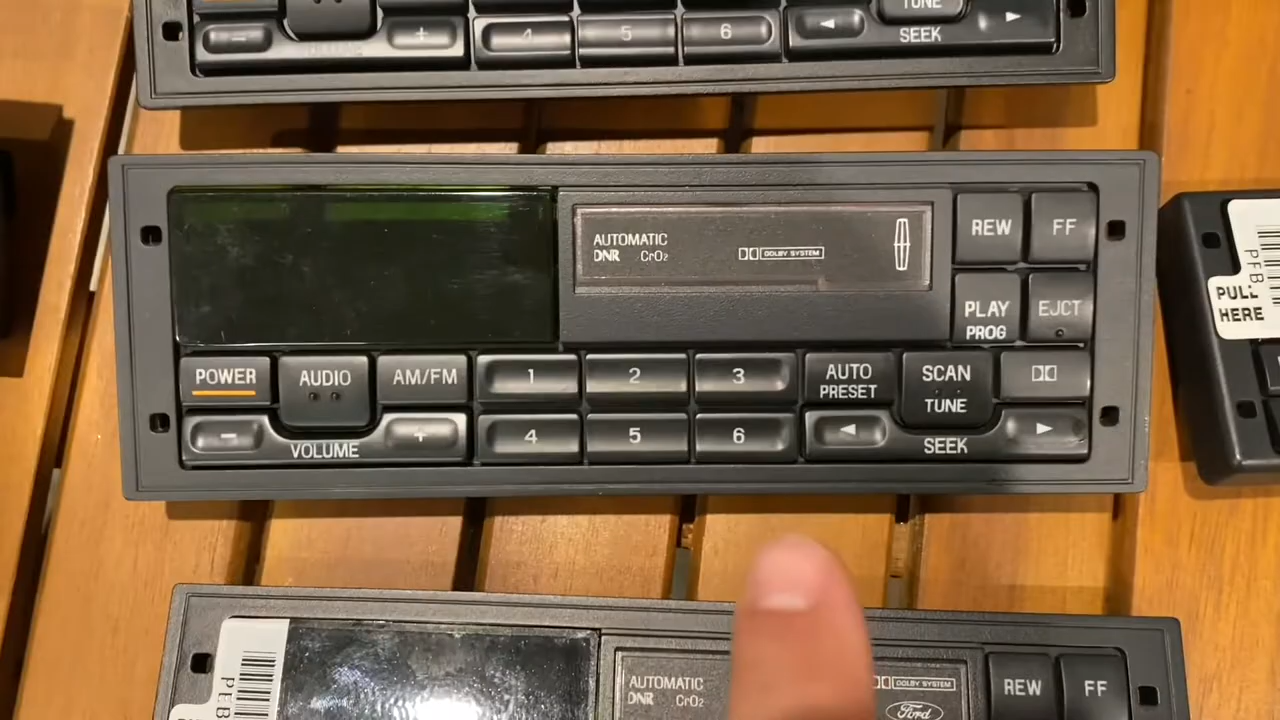 TUNE
− + 4 5 6 ◄ ►
SEEK
AUTOMATIC
DNR CrO₂
DOLBY SYSTEM
REW FF
PLAY
PROG
EJCT
POWER AUDIO AM/FM 1 2 3
AUTO
PRESET
SCAN
TUNE
− VOLUME + 4 5 6 ◄ SEEK ►
PULL
HERE
PFB
PEB
AUTOMATIC
DNR CrO₂
DOLBY SYSTEM
Ford
REW FF